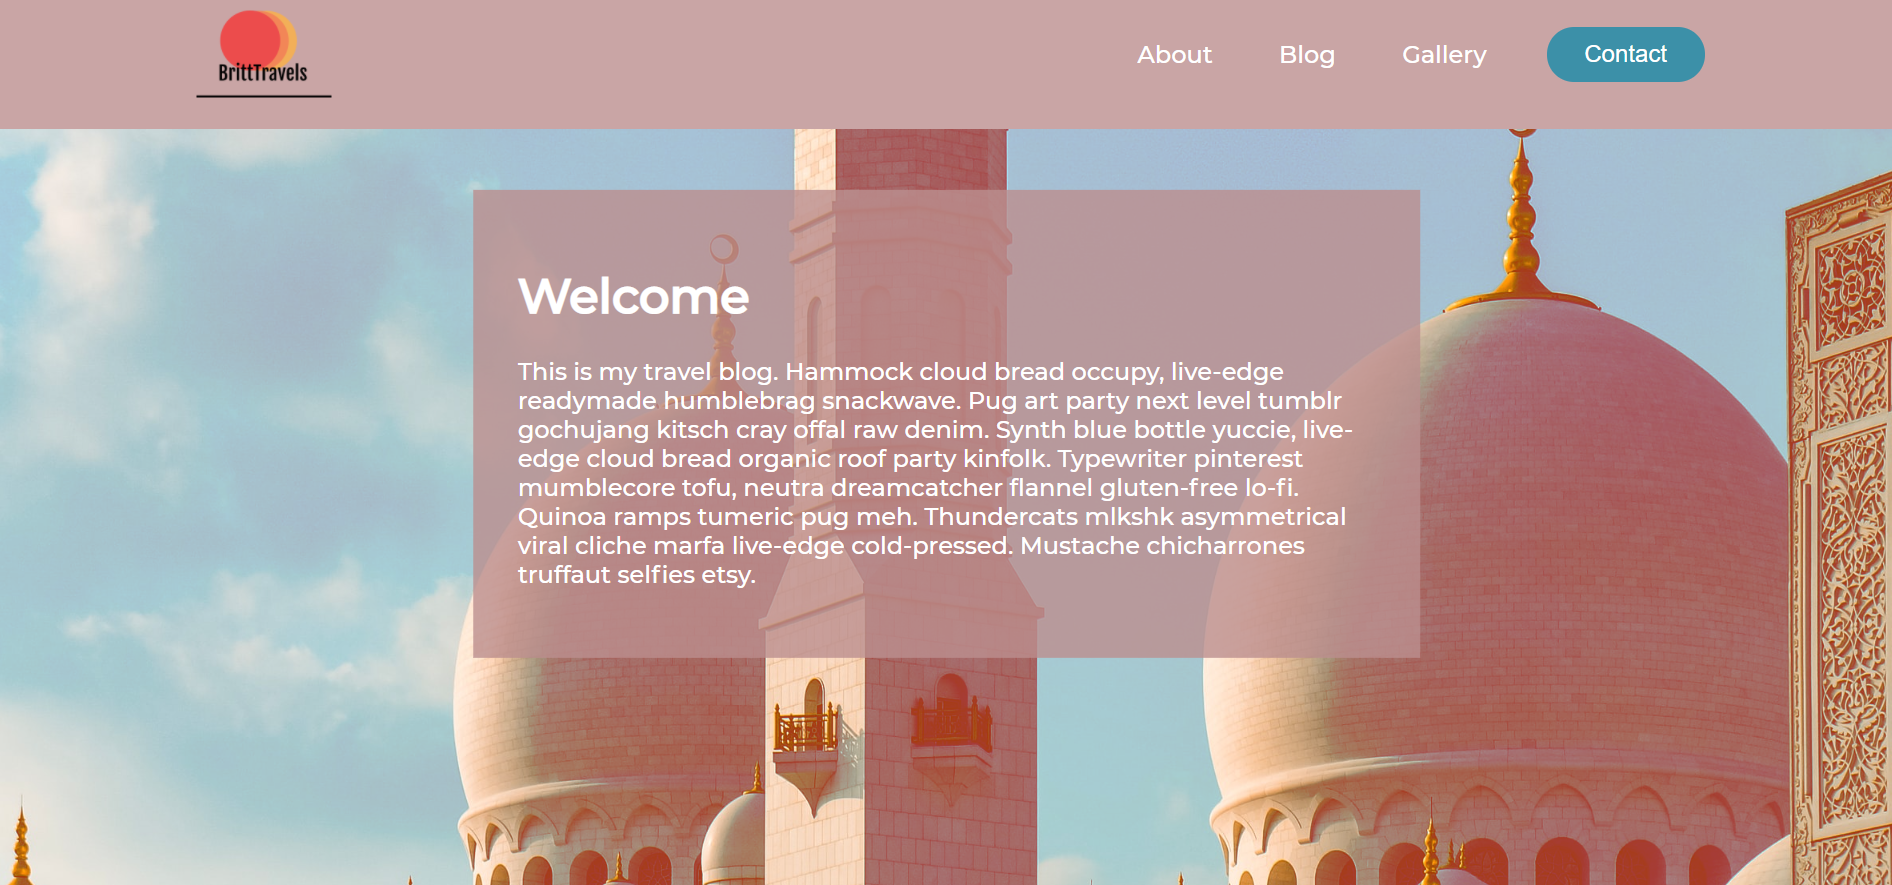 BrittTravels
About
Blog
Gallery
Contact
Welcome
This is my travel blog. Hammock cloud bread occupy, live-edge
readymade humblebrag snackwave. Pug art party next level tumblr
gochujang kitsch cray offal raw denim. Synth blue bottle yuccie, live-
edge cloud bread organic roof party kinfolk. Typewriter pinterest
mumblecore tofu, neutra dreamcatcher flannel gluten-free lo-fi.
Quinoa ramps tumeric pug meh. Thundercats mlkshk asymmetrical
viral cliche marfa live-edge cold-pressed. Mustache chicharrones
truffaut selfies etsy.